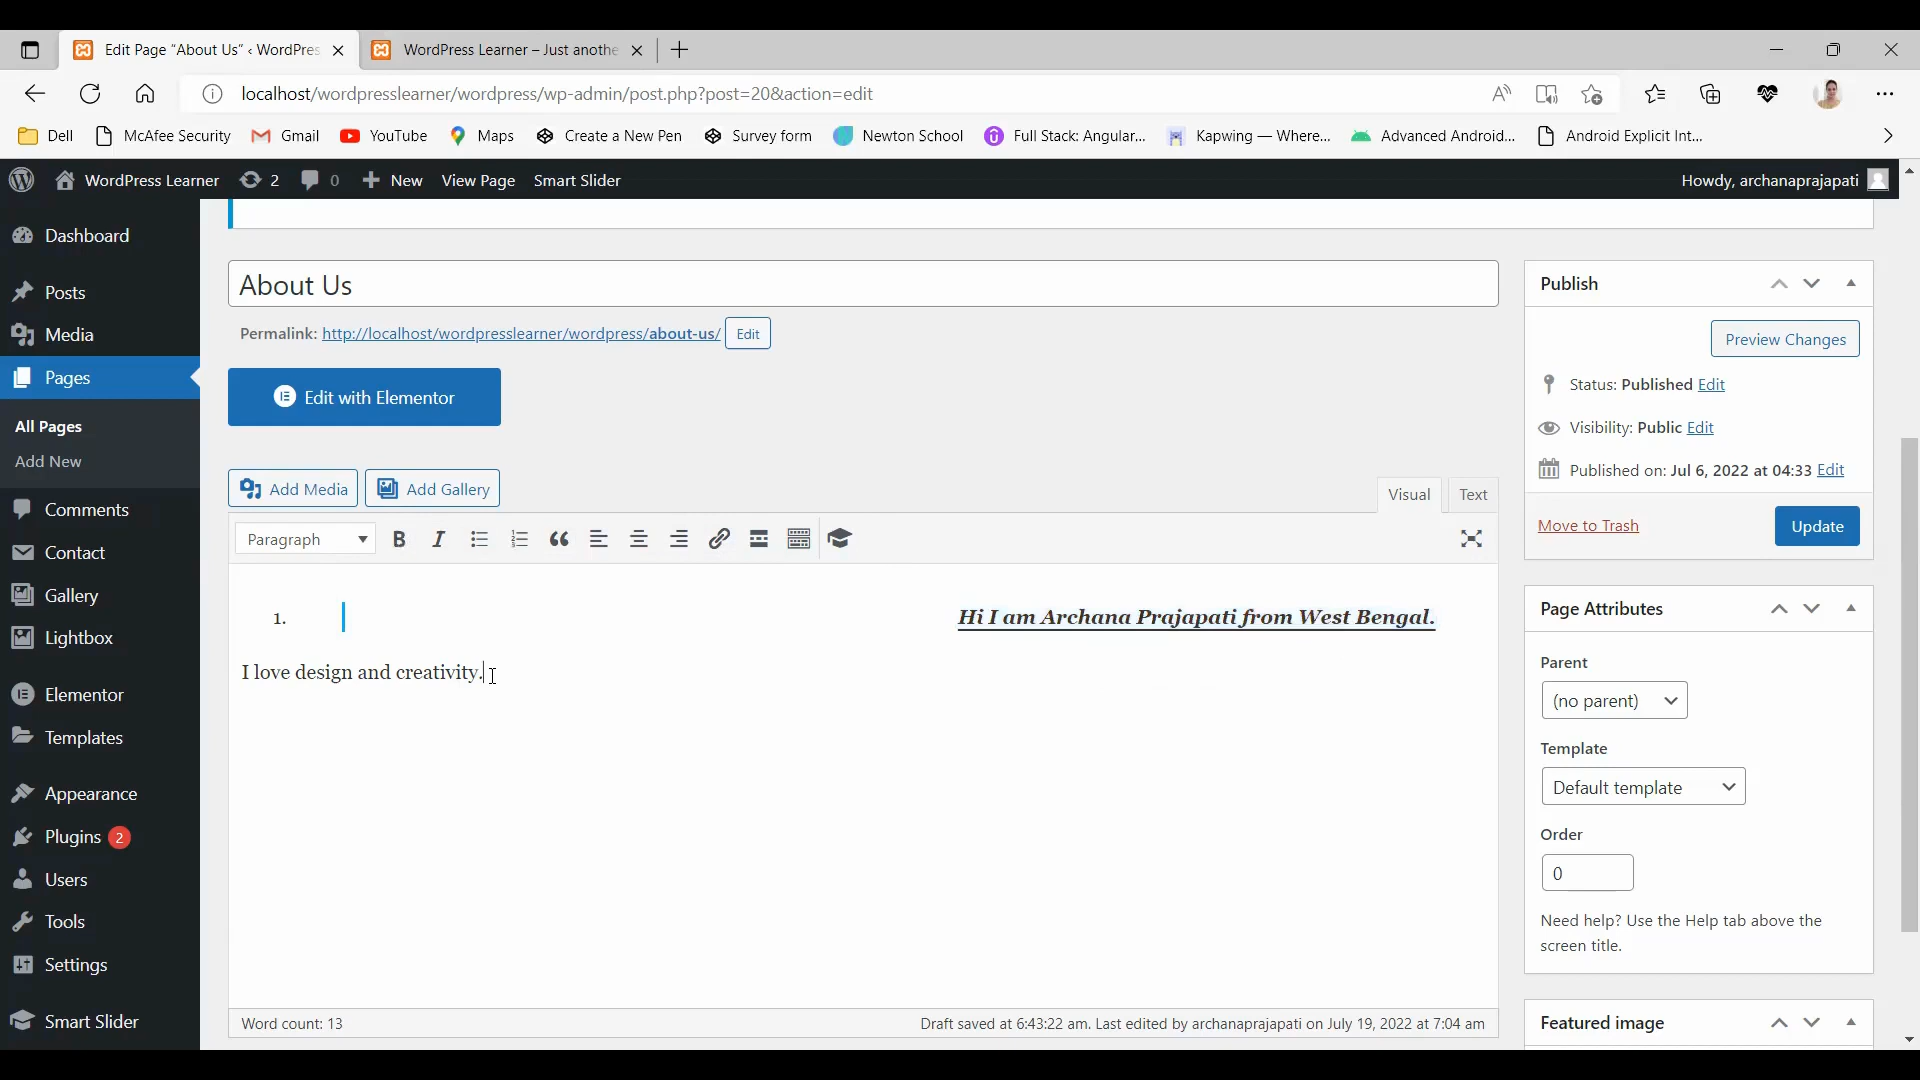 Edit Page "About Us" ‹ WordPres
WordPress Learner – Just anothe
localhost/wordpresslearner/wordpress/wp-admin/post.php?post=20&action=edit
Dell McAfee Security Gmail YouTube Maps Create a New Pen Survey form Newton School Full Stack: Angular... Kapwing — Where... Advanced Android... Android Explicit Int...
WordPress Learner 2 0 New View Page Smart Slider Howdy, archanaprajapati
Dashboard
Posts
Media
Pages
All Pages
Add New
Comments
Contact
Gallery
Lightbox
Elementor
Templates
Appearance
Plugins 2
Users
Tools
Settings
Smart Slider
About Us
Permalink: http://localhost/wordpresslearner/wordpress/about-us/ Edit
Edit with Elementor
Add Media Add Gallery
Visual Text
Paragraph B I
1. Hi I am Archana Prajapati from West Bengal.
I love design and creativity.
Word count: 13
Draft saved at 6:43:22 am. Last edited by archanaprajapati on July 19, 2022 at 7:04 am
Publish
Preview Changes
Status: Published Edit
Visibility: Public Edit
Published on: Jul 6, 2022 at 04:33 Edit
Move to Trash Update
Page Attributes
Parent
(no parent)
Template
Default template
Order
0
Need help? Use the Help tab above the
screen title.
Featured image